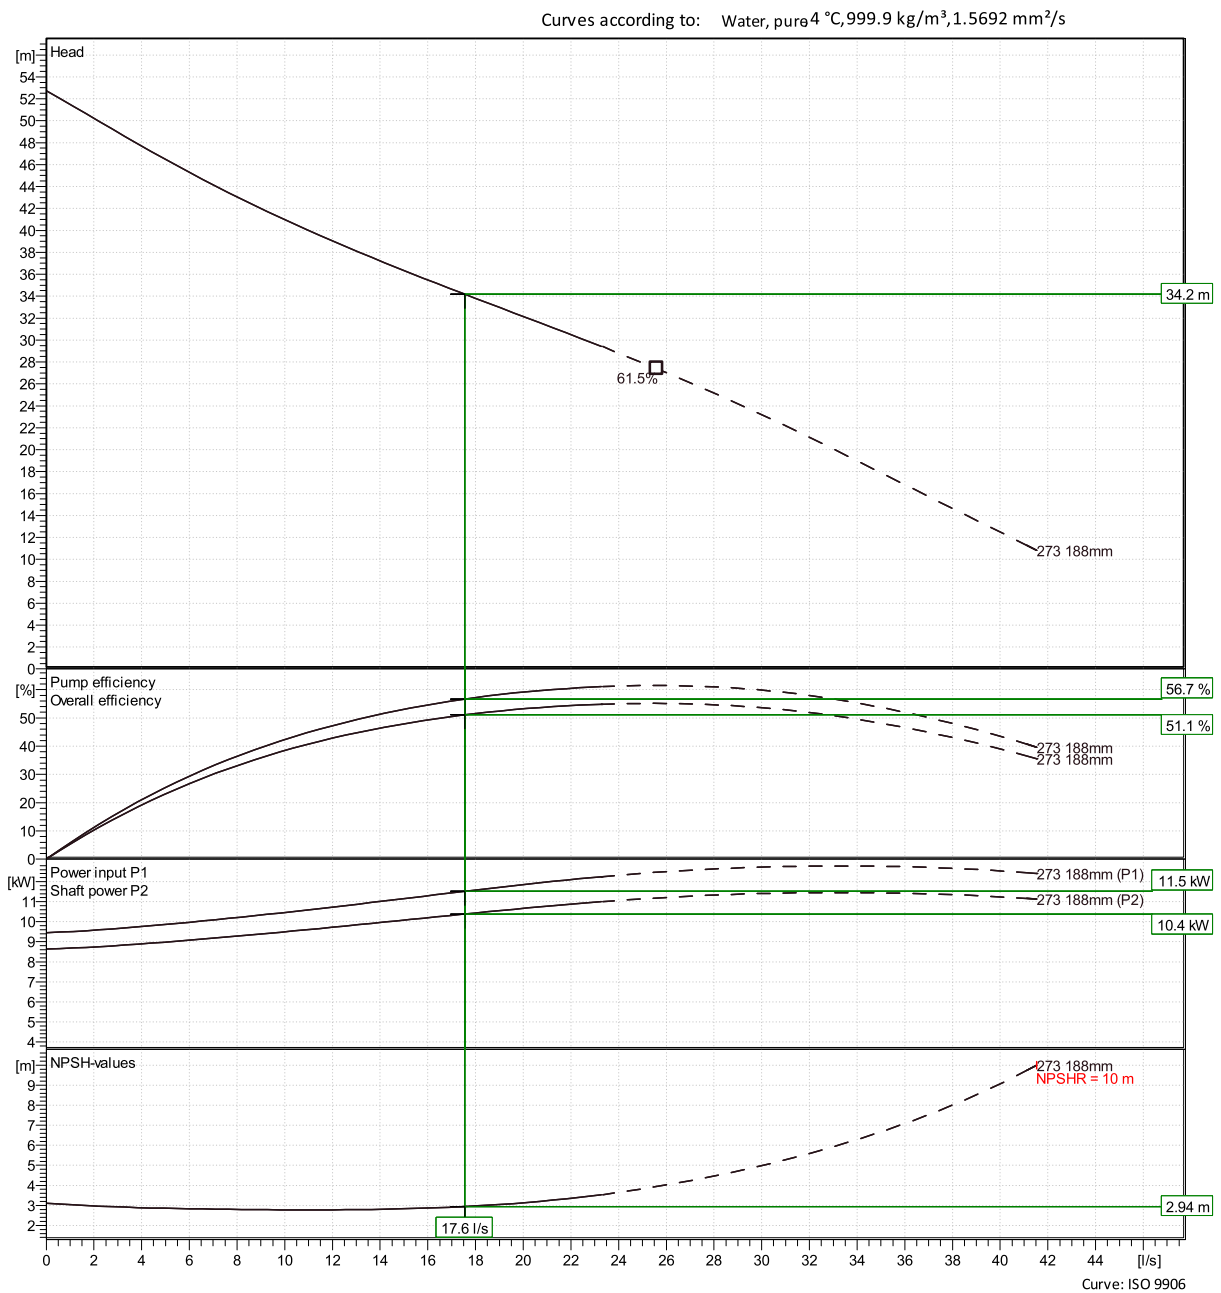 Curves according to: Water, pure 4 °C,999.9 kg/m³,1.5692 mm²/s
[m] Head
54
52
50
48
46
44
42
40
38
36
34
34.2 m
32
30
28
61.5%
26
24
22
20
18
16
14
12
273 188mm
10
8
6
4
2
0
Pump efficiency
[%]
56.7 %
Overall efficiency
50
51.1 %
40
273 188mm
273 188mm
30
20
10
0
Power input P1
273 188mm (P1)
[kW]
11.5 kW
Shaft power P2
11
273 188mm (P2)
10
10.4 kW
9
8
7
6
5
4
NPSH-values
[m]
273 188mm
NPSHR = 10 m
9
8
7
6
5
4
3
2.94 m
2
17.6 l/s
0 2 4 6 8 10 12 14 16 18 20 22 24 26 28 30 32 34 36 38 40 42 44 [l/s]
Curve: ISO 9906